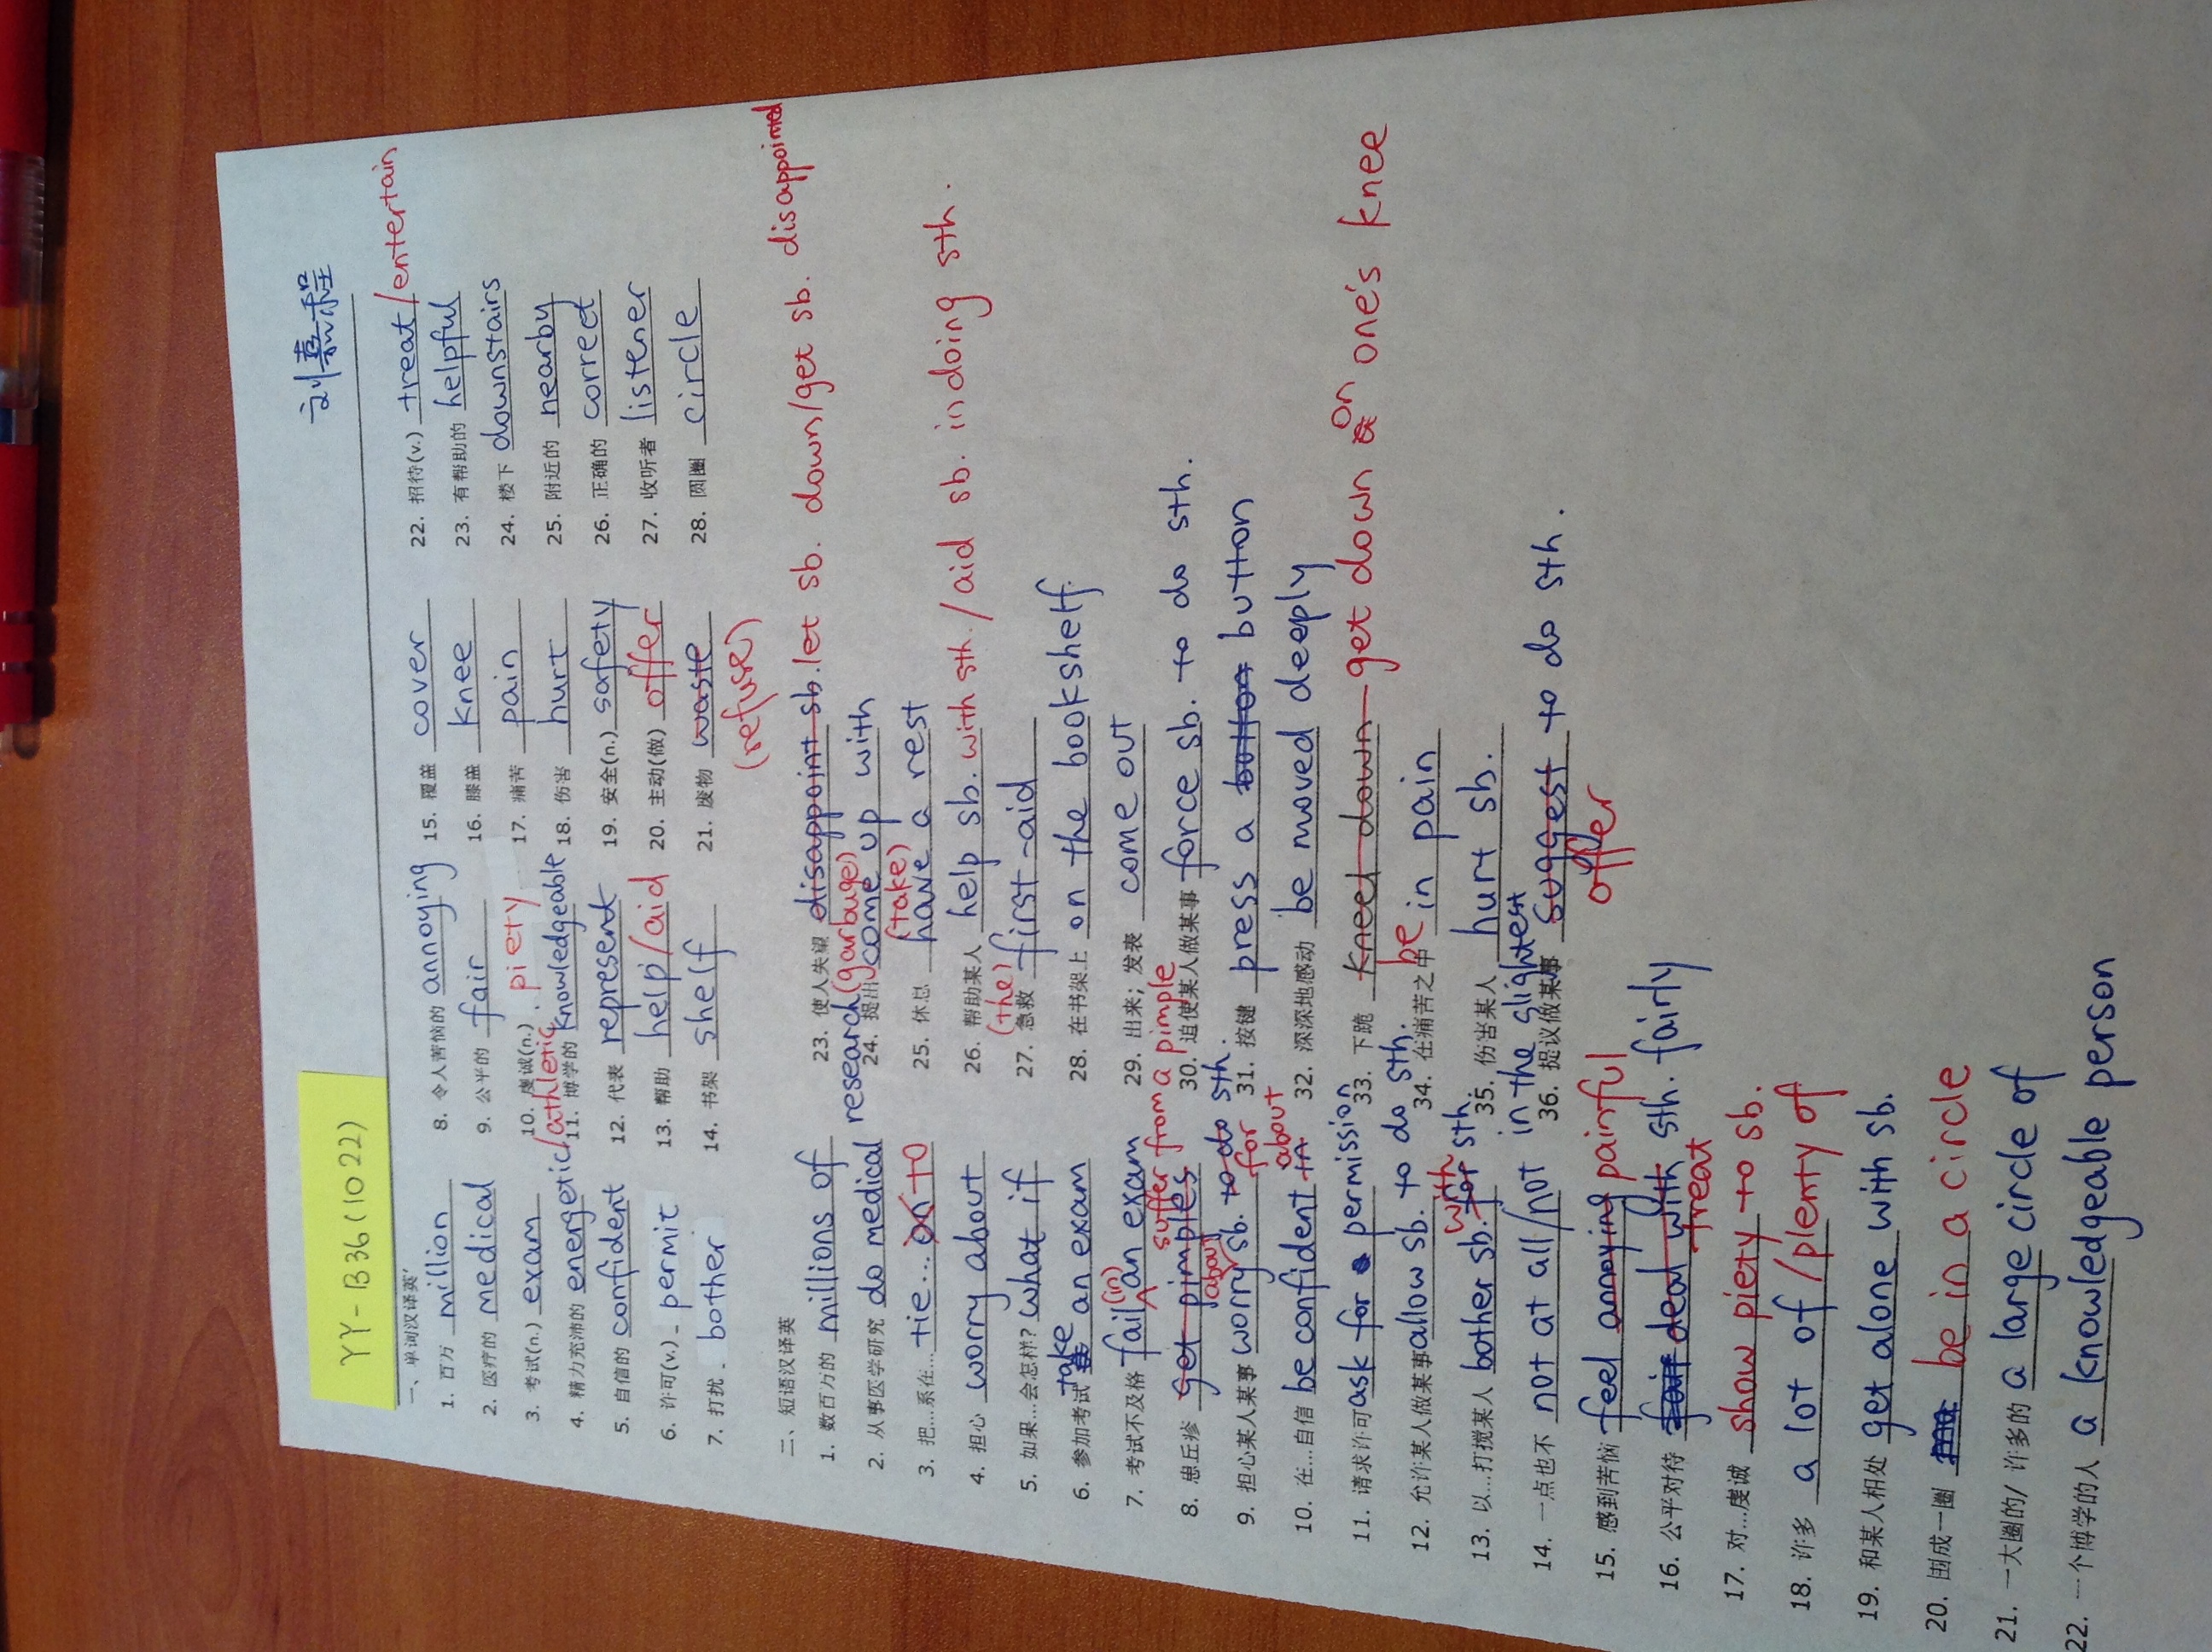 刘嘉程
YY-B36(1022)
一、单词汉译英
1. 百万 million
2. 医疗的 medical
3. 考试(n.) exam
4. 精力充沛的 energetic/athletic
5. 自信的 confident
6. 许可(v.) permit
7. 打扰 bother
8. 令人苦恼的 annoying
9. 公平的 fair
10. 虔诚(n.) piety
11. 博学的 knowledgeable
12. 代表 represent
13. 帮助 help/aid
14. 书架 shelf
15. 覆盖 cover
16. 膝盖 knee
17. 痛苦 pain
18. 伤害 hurt
19. 安全(n.) safety
20. 主动(做) offer
21. 废物 waste
(refuse)
22. 招待(v.) treat/entertain
23. 有帮助的 helpful
24. 楼下 downstairs
25. 附近的 nearby
26. 正确的 correct
27. 收听者 listener
28. 圆圈 circle
二、短语汉译英
1. 数百万的 millions of
2. 从事医学研究 do medical research
3. 把…系在… tie... on to
4. 担心 worry about
5. 如果…会怎样? what if
6. 参加考试 take an exam
7. 考试不及格 fail (in) an exam
8. 患丘疹 get pimples suffer from a pimple
9. 担心某人某事 worry about sb. to do sth. for
10. 在…自信 be confident in about
11. 请求许可 ask for permission
12. 允许某人做某事 allow sb. to do sth.
13. 以…打搅某人 bother sb. for with sth.
14. 一点也不 not at all/not in the slightest
15. 感到苦恼 feel annoying painful
16. 公平对待 fair deal with sth. fairly
treat
17. 对…虔诚 show piety to sb.
18. 许多 a lot of/plenty of
19. 和某人相处 get alone with sb.
20. 围成一圈 ma be in a circle
21. 一大圈的/ 许多的 a large circle of
22. 一个博学的人 a knowledgeable person
23. 使人失望 disappoint sb. let sb. down/get sb. disappointed
(garbuge)
24. 提出 come up with
(take)
25. 休息 have a rest
26. 帮助某人 help sb. with sth./aid sb. in doing sth.
(the)
27. 急救 first-aid
28. 在书架上 on the bookshelf.
29. 出来；发表 come out
30. 迫使某人做某事 force sb. to do sth.
31. 按键 press a botton button
32. 深深地感动 be moved deeply
33. 下跪 kneel down get down on one's knee
34. 在痛苦之中 be in pain
35. 伤害某人 hurt sb.
36. 提议做某事 suggest to do sth.
offer